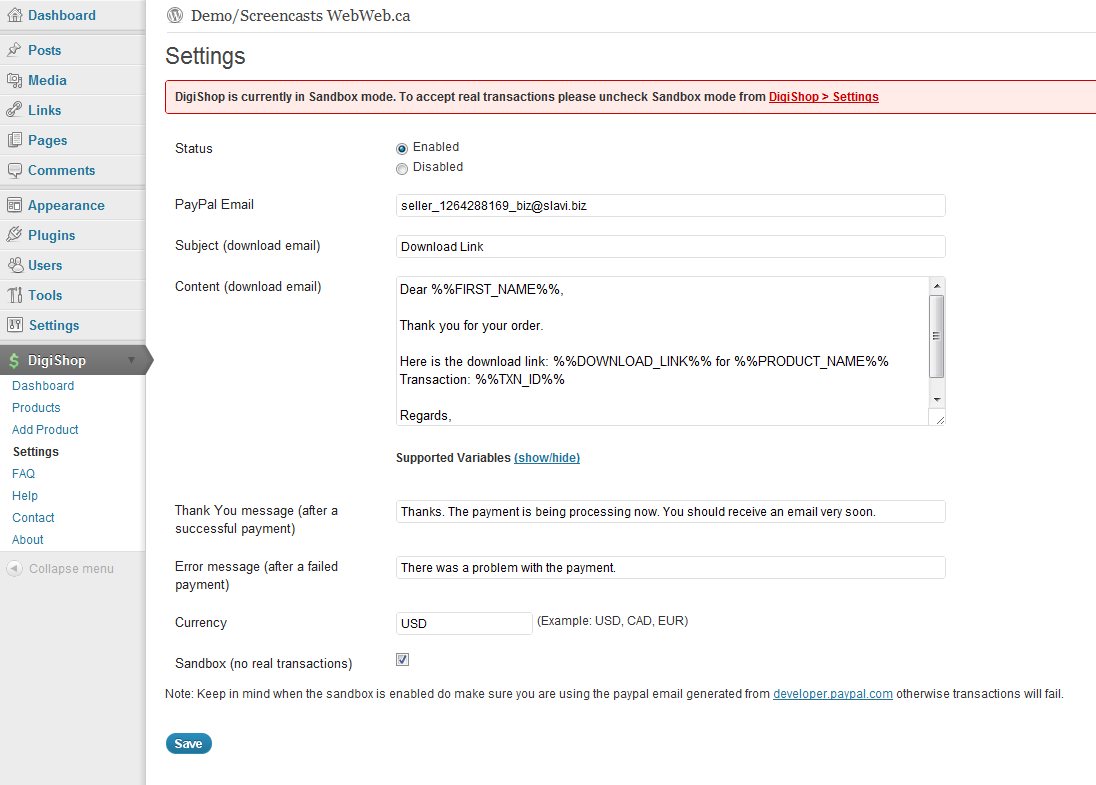 Dashboard
Posts
Media
Links
Pages
Comments
Appearance
Plugins
Users
Tools
Settings
DigiShop
Dashboard
Products
Add Product
Settings
FAQ
Help
Contact
About
Collapse menu
Demo/Screencasts WebWeb.ca
Settings
DigiShop is currently in Sandbox mode. To accept real transactions please uncheck Sandbox mode from DigiShop > Settings
Status
Enabled
Disabled
PayPal Email
seller_1264288169_biz@slavi.biz
Subject (download email)
Download Link
Content (download email)
Dear %%FIRST_NAME%%,
Thank you for your order.
Here is the download link: %%DOWNLOAD_LINK%% for %%PRODUCT_NAME%%
Transaction: %%TXN_ID%%
Regards,
Supported Variables (show/hide)
Thank You message (after a
successful payment)
Thanks. The payment is being processing now. You should receive an email very soon.
Error message (after a failed
payment)
There was a problem with the payment.
Currency
USD
(Example: USD, CAD, EUR)
Sandbox (no real transactions)
Note: Keep in mind when the sandbox is enabled do make sure you are using the paypal email generated from developer.paypal.com otherwise transactions will fail.
Save